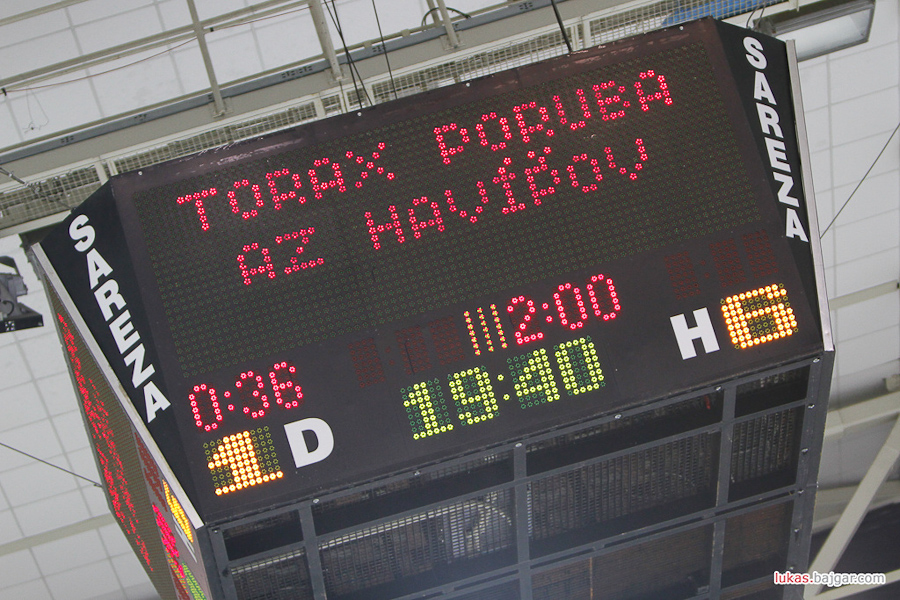 TORAX PORUBA
AZ HAVÍŘOV
SAREZA
SAREZA
0:36
||| 2:00
1 D
19:40
H 6
lukas.bajgar.com